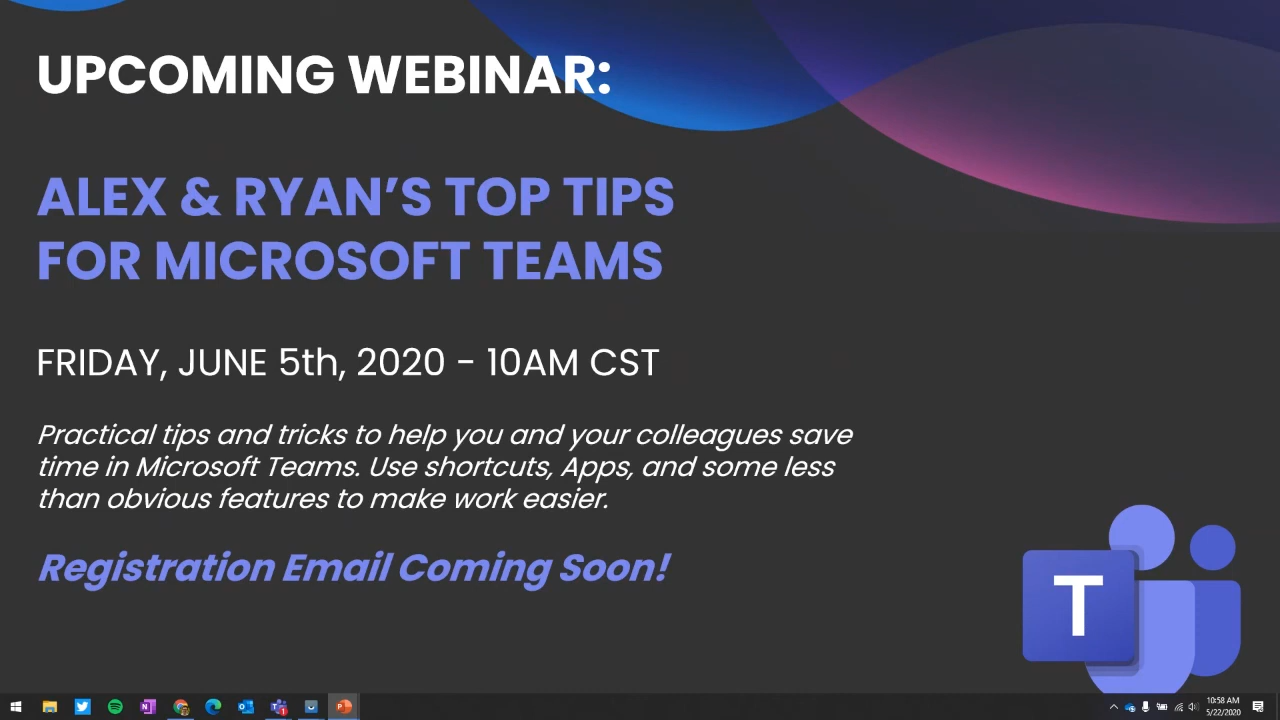 UPCOMING WEBINAR:
ALEX & RYAN'S TOP TIPS
FOR MICROSOFT TEAMS
FRIDAY, JUNE 5th, 2020 - 10AM CST
Practical tips and tricks to help you and your colleagues save
time in Microsoft Teams. Use shortcuts, Apps, and some less
than obvious features to make work easier.
Registration Email Coming Soon!
T
10:58 AM
5/22/2020